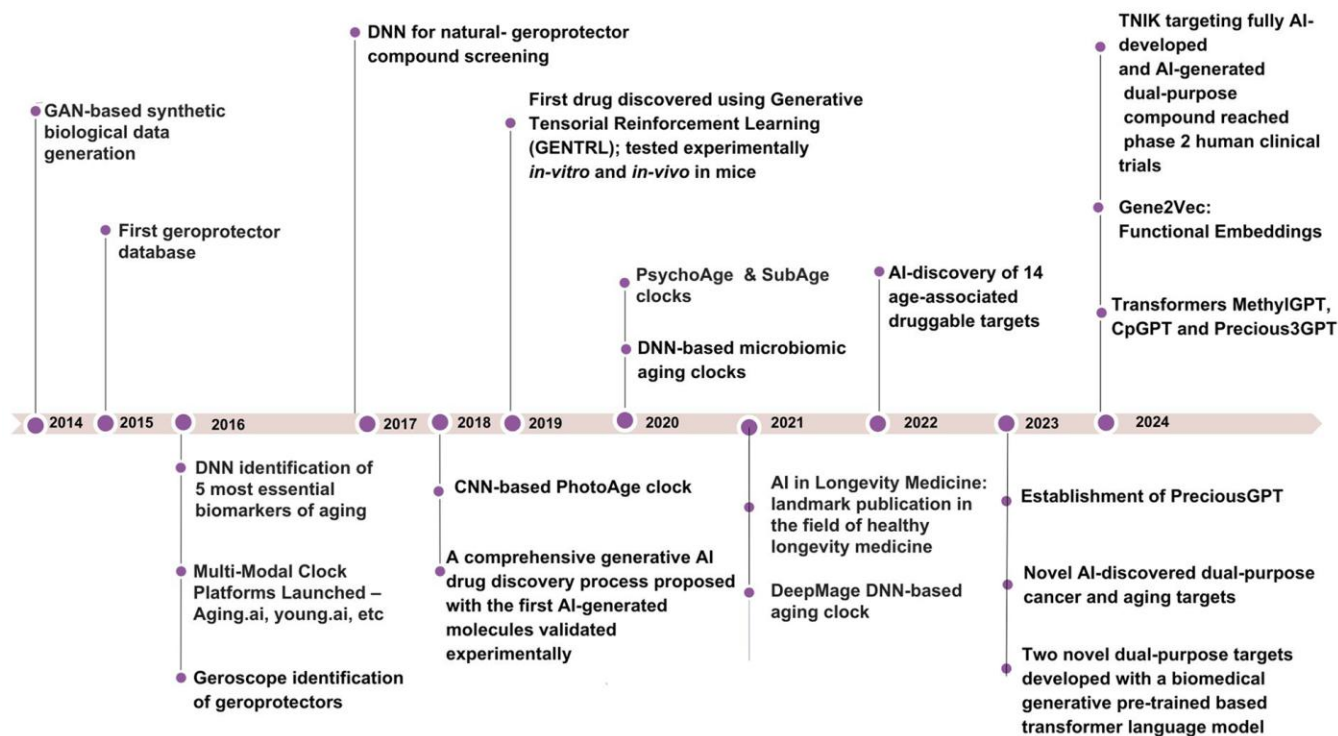 DNN for natural- geroprotector
compound screening
TNIK targeting fully AI-
developed
and AI-generated
dual-purpose
compound reached
phase 2 human clinical
trials
GAN-based synthetic
biological data
generation
First drug discovered using Generative
Tensorial Reinforcement Learning
(GENTRL); tested experimentally
in-vitro and in-vivo in mice
First geroprotector
database
Gene2Vec:
Functional Embeddings
PsychoAge & SubAge
clocks
DNN-based microbiomic
aging clocks
AI-discovery of 14
age-associated
druggable targets
Transformers MethylGPT,
CpGPT and Precious3GPT
2014 2015 2016 2017 2018 2019 2020 2021 2022 2023 2024
DNN identification of
5 most essential
biomarkers of aging
Multi-Modal Clock
Platforms Launched –
Aging.ai, young.ai, etc
Geroscope identification
of geroprotectors
CNN-based PhotoAge clock
A comprehensive generative AI
drug discovery process proposed
with the first AI-generated
molecules validated
experimentally
AI in Longevity Medicine:
landmark publication in
the field of healthy
longevity medicine
DeepMage DNN-based
aging clock
Establishment of PreciousGPT
Novel AI-discovered dual-purpose
cancer and aging targets
Two novel dual-purpose targets
developed with a biomedical
generative pre-trained based
transformer language model